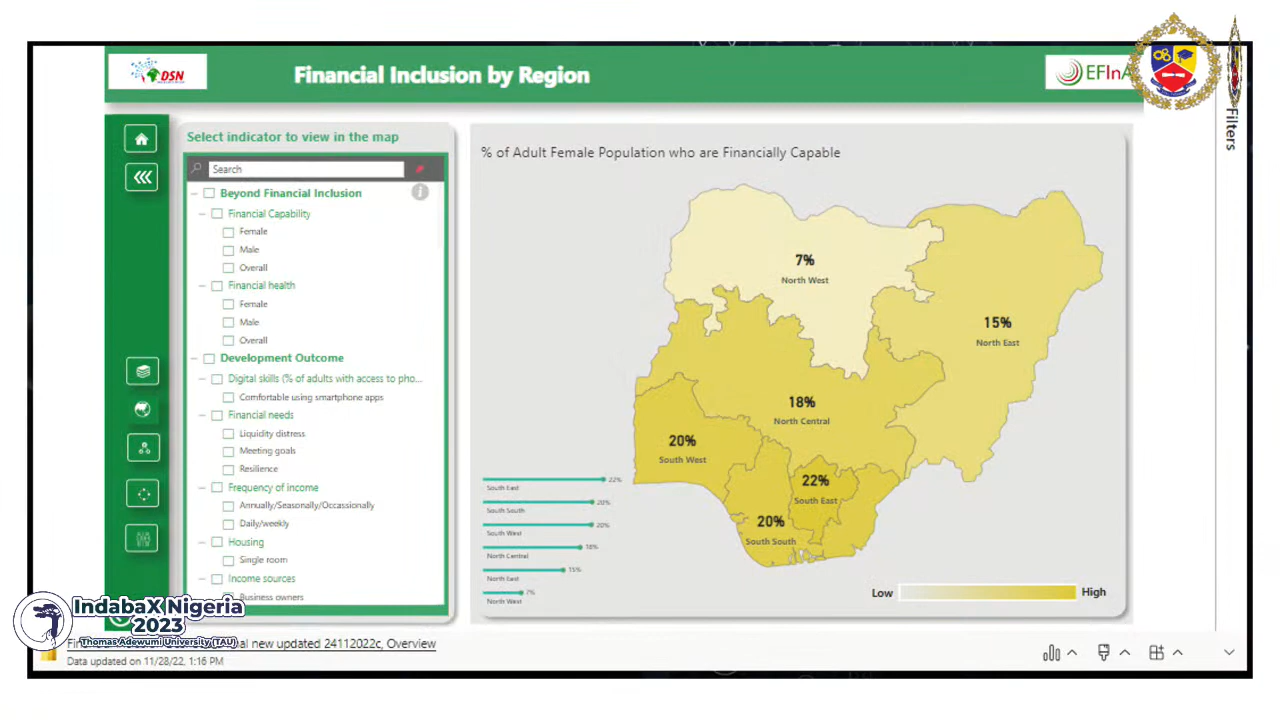 DSN
Financial Inclusion by Region
EFInA
Filters
Select indicator to view in the map
Search
Beyond Financial Inclusion
Financial Capability
Female
Male
Overall
Financial health
Female
Male
Overall
Development Outcome
Digital skills (% of adults with access to pho...
Comfortable using smartphone apps
Financial needs
Liquidity distress
Meeting goals
Resilience
Frequency of income
Annually/Seasonally/Occassionally
Daily/weekly
Housing
Single room
Income sources
Business owners
% of Adult Female Population who are Financially Capable
7%
North West
15%
North East
18%
North Central
20%
South West
22%
South East
20%
South South
22%
South East
20%
South South
20%
South West
18%
North Central
15%
North East
7%
North West
Low
High
IndabaX Nigeria
2023
Thomas Adewumi University (TAU)
new updated 24112022c, Overview
Data updated on 11/28/22, 1:16 PM